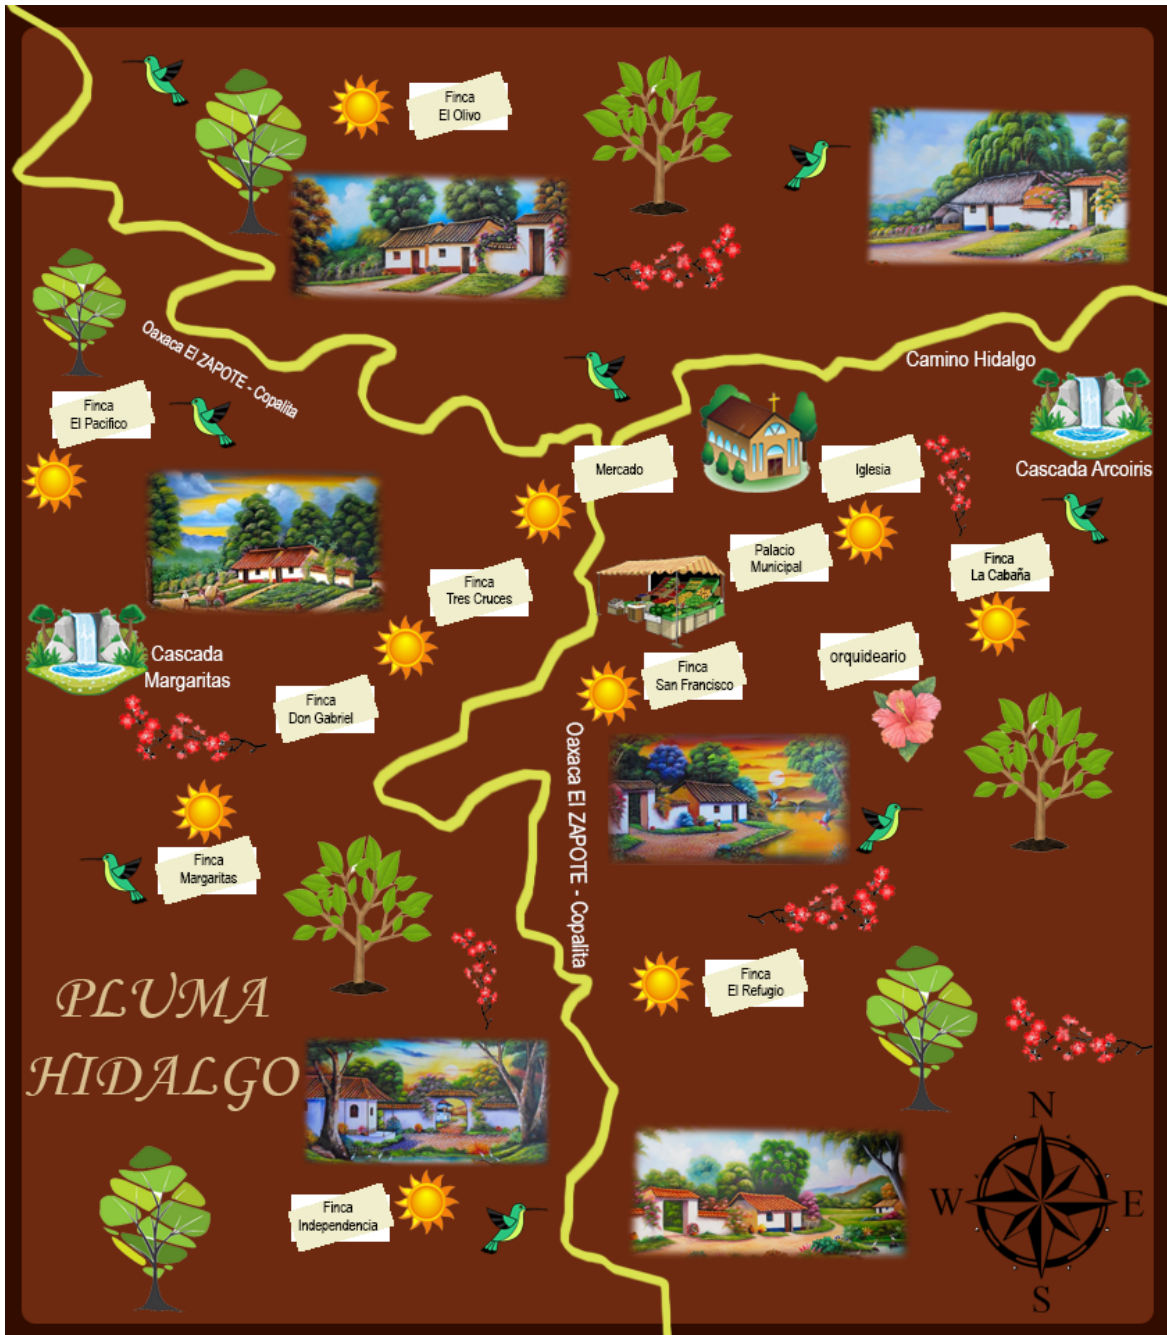 Finca
El Olivo
Oaxaca El ZAPOTE - Copalita
Camino Hidalgo
Finca
El Pacifico
Mercado
Iglesia
Cascada Arcoiris
Palacio
Municipal
Finca
La Cabaña
Finca
Tres Cruces
Cascada
Margaritas
Finca
San Francisco
orquideario
Finca
Don Gabriel
Oaxaca El ZAPOTE - Copalita
Finca
Margaritas
Finca
El Refugio
PLUMA
HIDALGO
N
W
E
S
Finca
Independencia